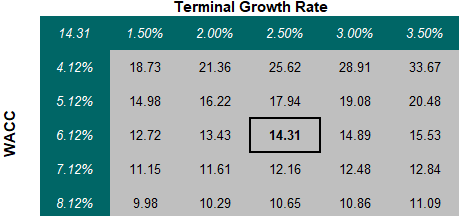 Terminal Growth Rate
14.31 1.50% 2.00% 2.50% 3.00% 3.50%
4.12% 18.73 21.36 25.62 28.91 33.67
5.12% 14.98 16.22 17.94 19.08 20.48
WACC
6.12% 12.72 13.43 14.31 14.89 15.53
7.12% 11.15 11.61 12.16 12.48 12.84
8.12% 9.98 10.29 10.65 10.86 11.09